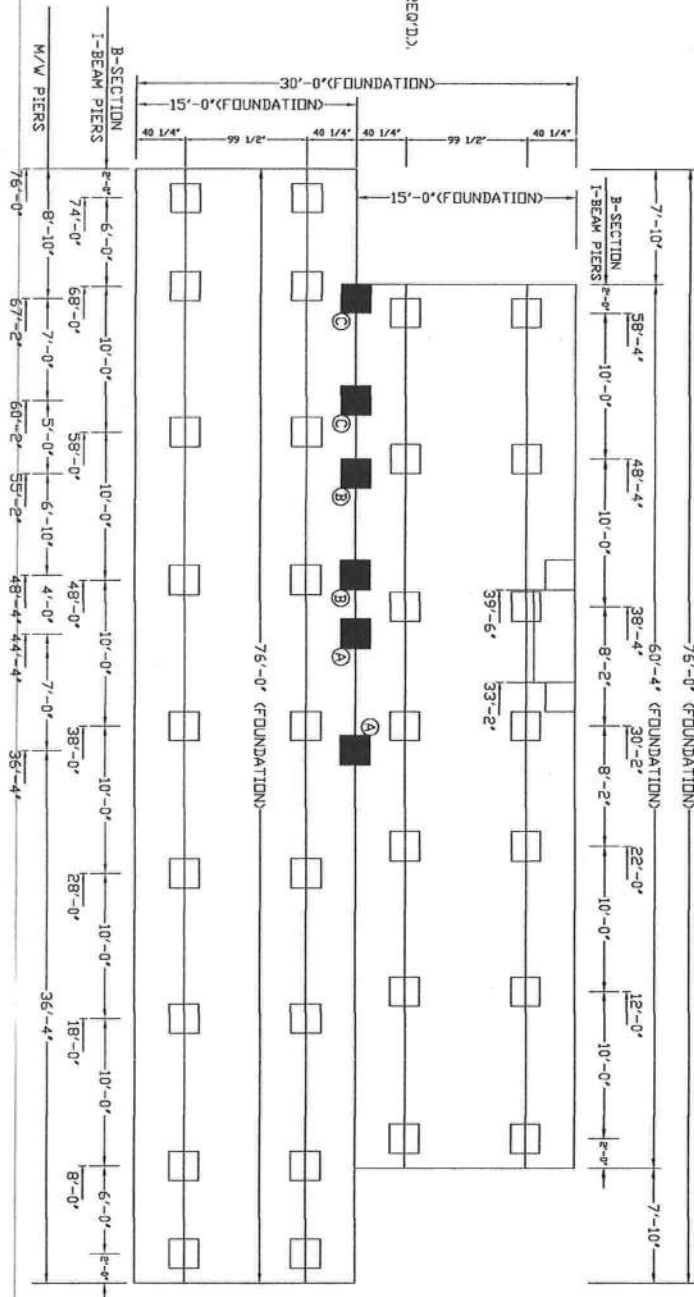 76'-0" (FOUNDATION)
7'-10" 60'-4" (FOUNDATION) 7'-10"
58'-4" 48'-4" 38'-4" 30'-2" 22'-0" 12'-0"
B-SECTION
I-BEAM PIERS
2'-0" 10'-0" 10'-0" 8'-2" 8'-2" 10'-0" 10'-0" 2'-0"
39'-6" 33'-2"
REQ'D.).
30'-0"(FOUNDATION)
15'-0"(FOUNDATION)
15'-0"(FOUNDATION)
40 1/4"
99 1/2"
40 1/4"
40 1/4"
99 1/2"
40 1/4"
A
C C B B A
76'-0" (FOUNDATION)
76'-0" (FOUNDATION)
B-SECTION
I-BEAM PIERS
2'-0" 6'-0" 10'-0" 10'-0" 10'-0" 10'-0" 10'-0" 10'-0" 6'-0" 2'-0"
74'-0" 68'-0" 58'-0" 48'-0" 38'-0" 28'-0" 18'-0" 8'-0"
M/W PIERS
8'-10" 7'-0" 5'-0" 6'-10" 4'-0" 7'-0" 36'-4"
76'-0" 67'-2" 60'-2" 55'-2" 48'-4" 44'-4" 36'-4"